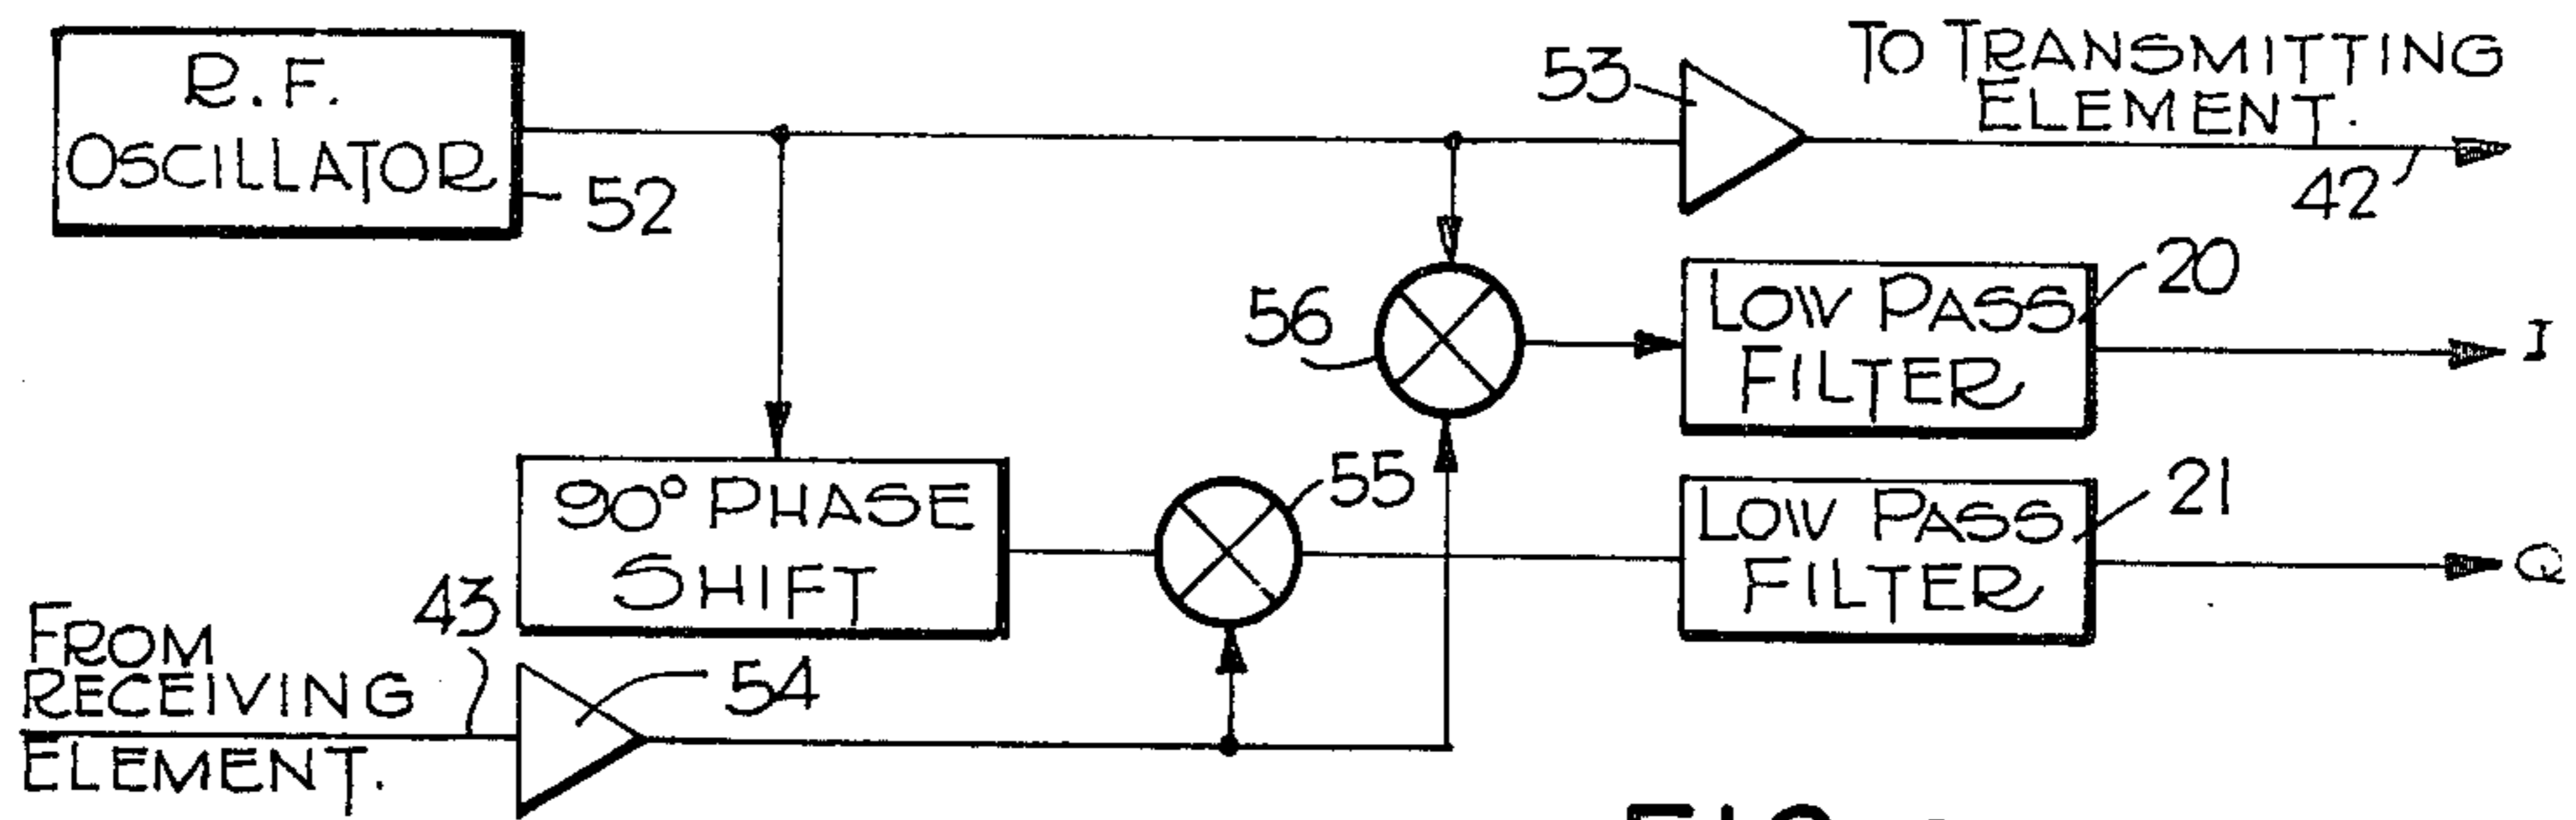 R.F.
OSCILLATOR
52
53
TO TRANSMITTING
ELEMENT.
42
56
LOW PASS
FILTER
20
I
90° PHASE
SHIFT
55
LOW PASS
FILTER
21
Q
43
FROM
RECEIVING
ELEMENT.
54